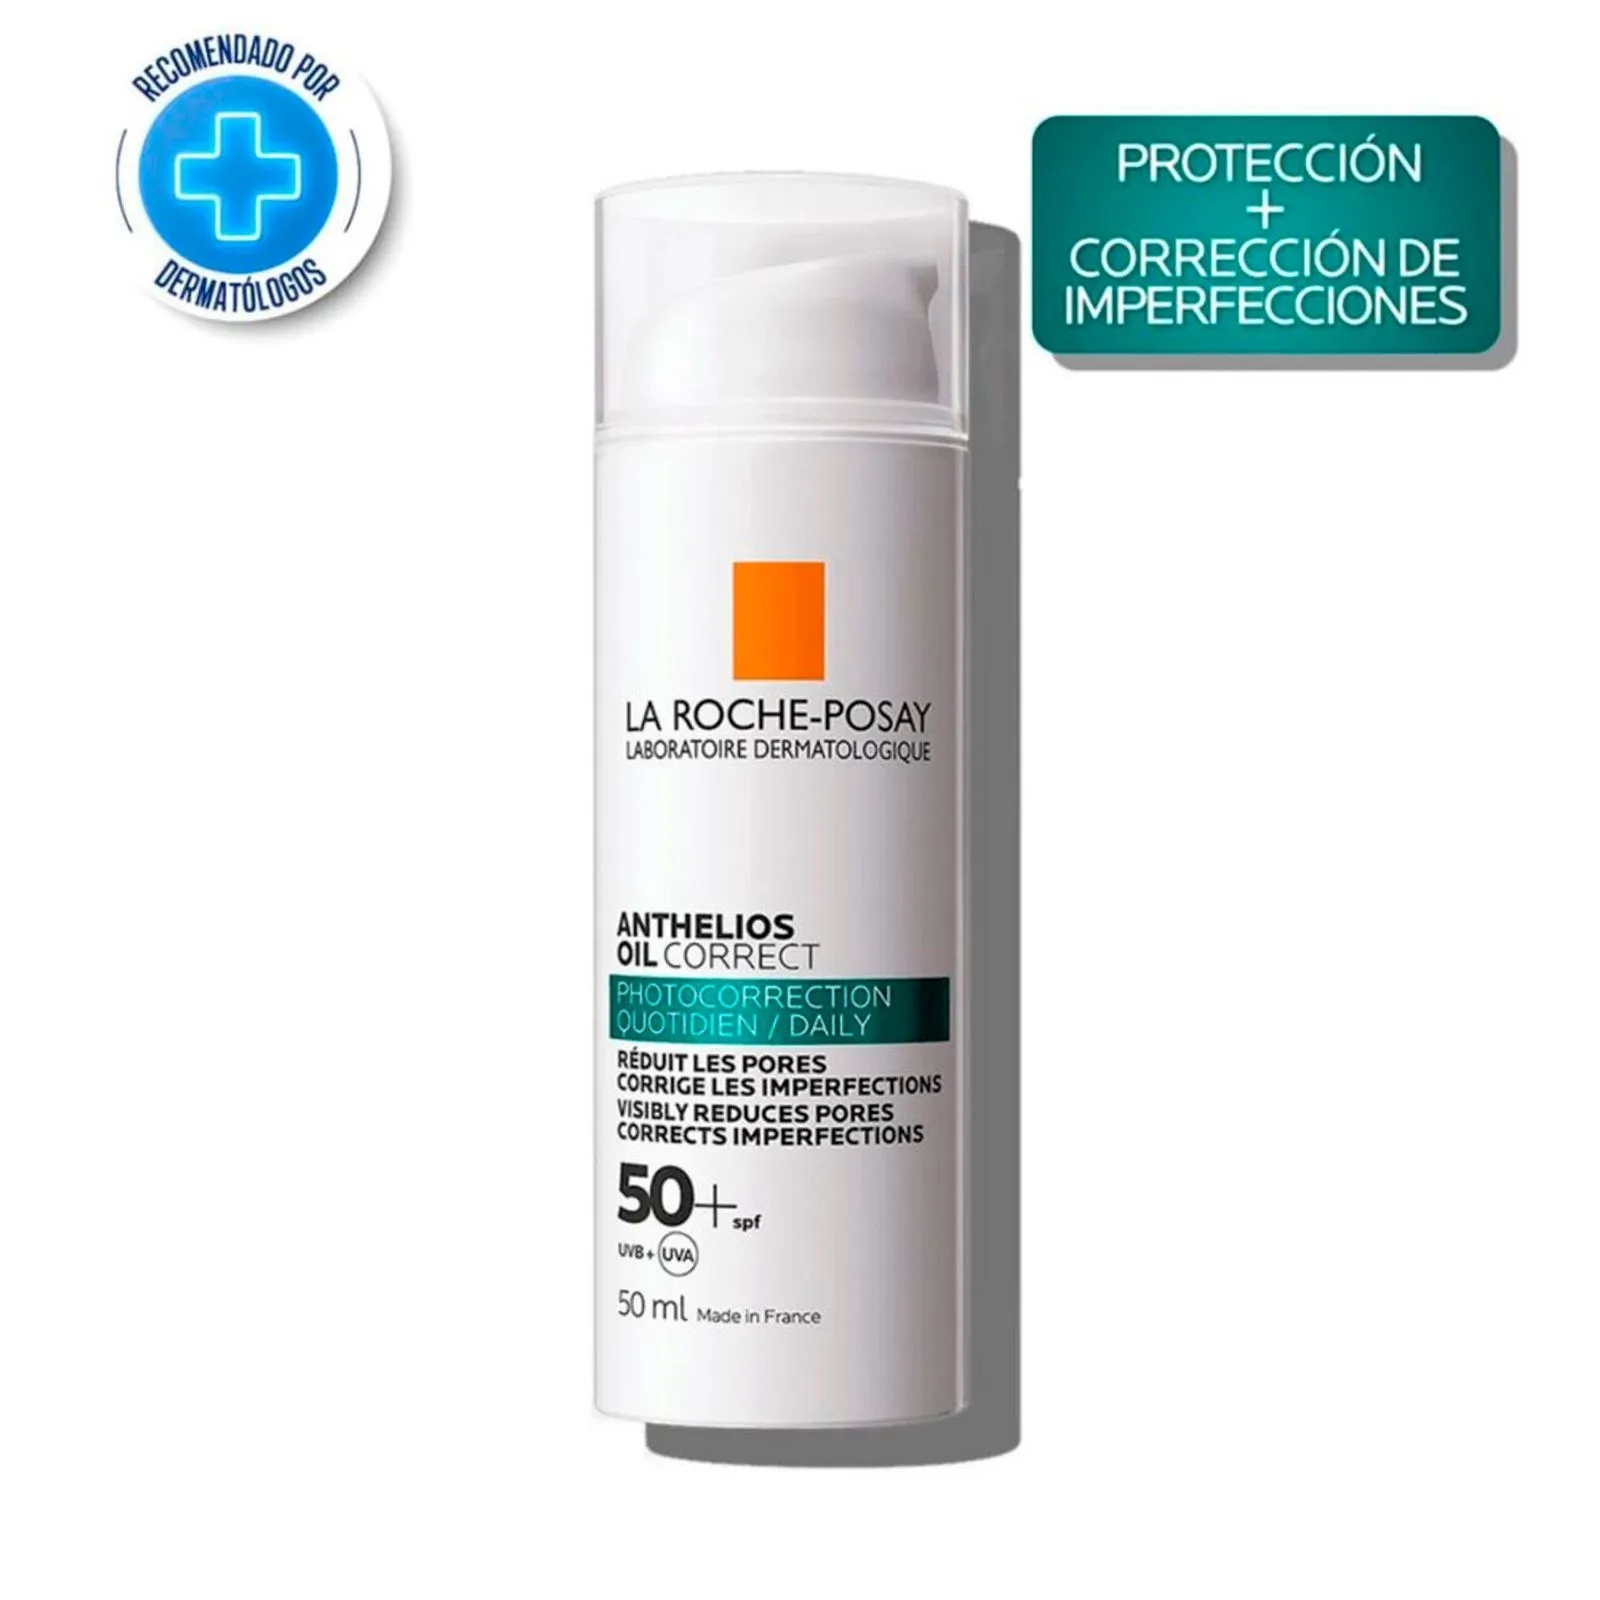 RECOMENDADO POR
DERMATÓLOGOS
PROTECCIÓN
+
CORRECCIÓN DE
IMPERFECCIONES
LA ROCHE-POSAY
LABORATOIRE DERMATOLOGIQUE
ANTHELIOS
OIL CORRECT
PHOTOCORRECTION
QUOTIDIEN / DAILY
RÉDUIT LES PORES
CORRIGE LES IMPERFECTIONS
VISIBLY REDUCES PORES
CORRECTS IMPERFECTIONS
50+ spf
UVB + UVA
50 ml Made in France